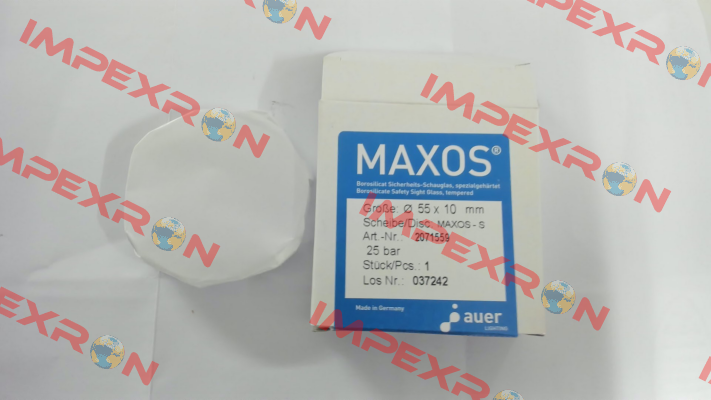 MAXOS®
Borosilicat Sicherheits-Schauglas, spezialgehärtet
Borosilicate Safety Sight Glass, tempered
Größe: Ø 55 x 10 mm
Scheibe/Disc: MAXOS - S
Art.-Nr.: 2071559
25 bar
Stück/Pcs.: 1
Los Nr.: 037242
Made in Germany
auer
LIGHTING
IMPEXRON
IMPEXRON
IMPEXRON
IMPEXRON
IMPEXRON
IMPEXRON